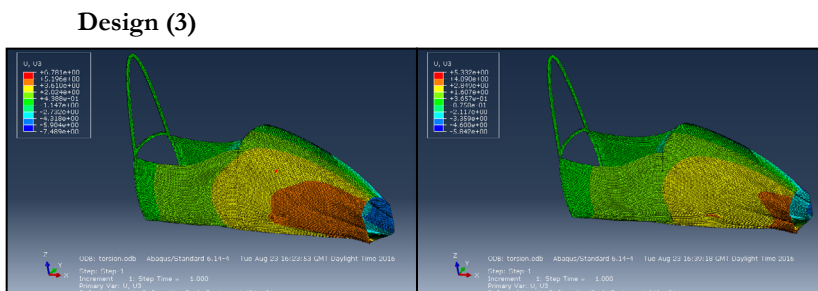 Design (3)
U, U3
+6.781e+00
+5.196e+00
+3.610e+00
+2.024e+00
+4.388e-01
-1.147e+00
-2.732e+00
-4.318e+00
-5.904e+00
-7.489e+00
Z
Y
X
ODB: torsion.odb Abaqus/Standard 6.14-4 Tue Aug 23 16:23:53 GMT Daylight Time 2016
Step: Step-1
Increment 1: Step Time = 1.000
Primary Var: U, U3
U, U3
+5.332e+00
+4.090e+00
+2.849e+00
+1.607e+00
+3.657e-01
-8.758e-01
-2.117e+00
-3.359e+00
-4.600e+00
-5.842e+00
Z
Y
X
ODB: torsion.odb Abaqus/Standard 6.14-4 Tue Aug 23 16:39:18 GMT Daylight Time 2016
Step: Step-1
Increment 1: Step Time = 1.000
Primary Var: U, U3